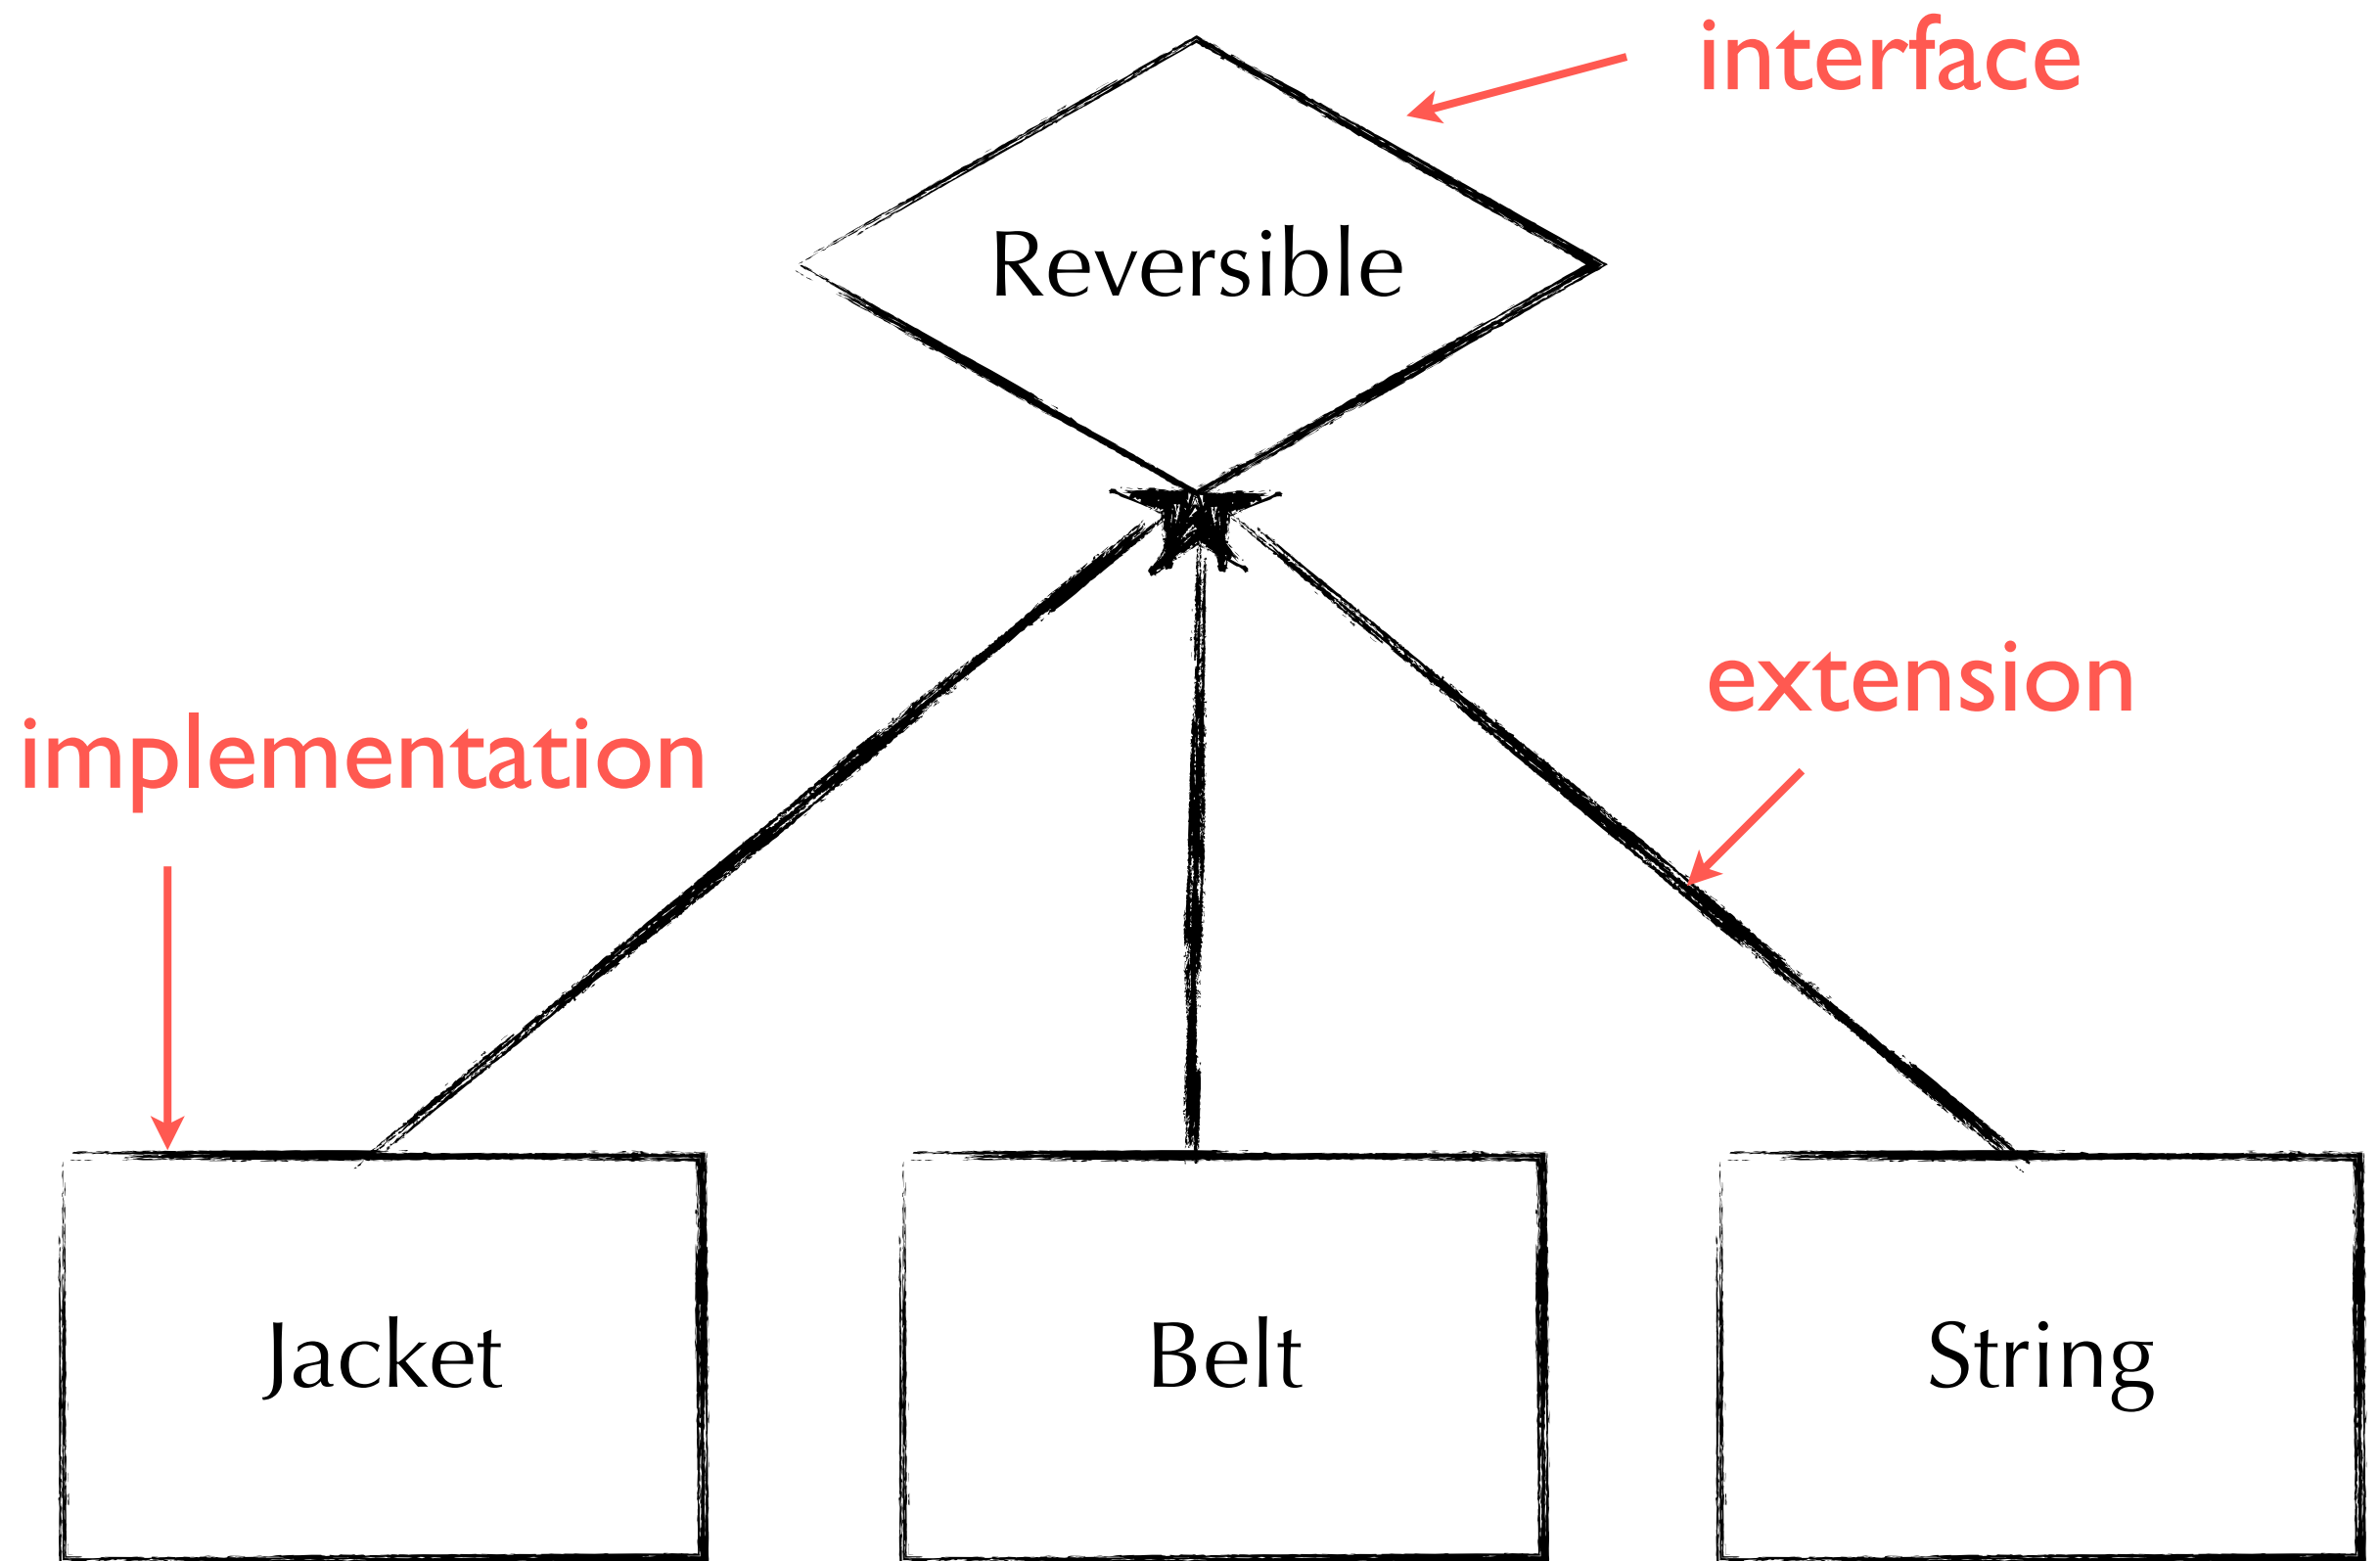 interface
Reversible
extension
implementation
Jacket
Belt
String